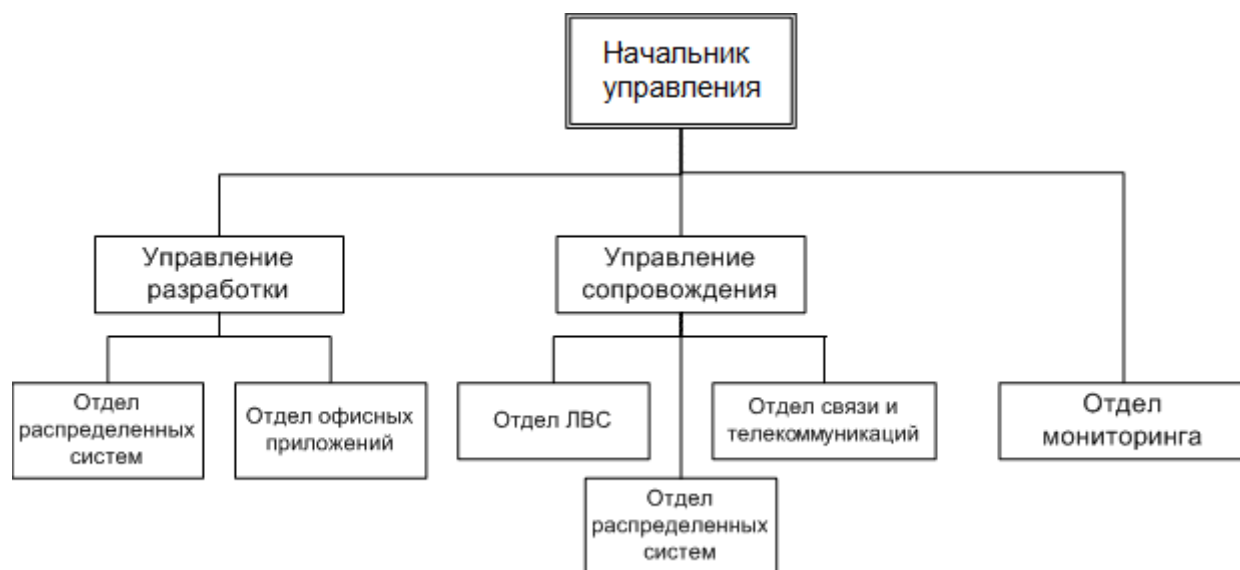 Начальник
управления
Управление
разработки
Управление
сопровождения
Отдел
распределенных
систем
Отдел офисных
приложений
Отдел ЛВС
Отдел связи и
телекоммуникаций
Отдел
мониторинга
Отдел
распределенных
систем